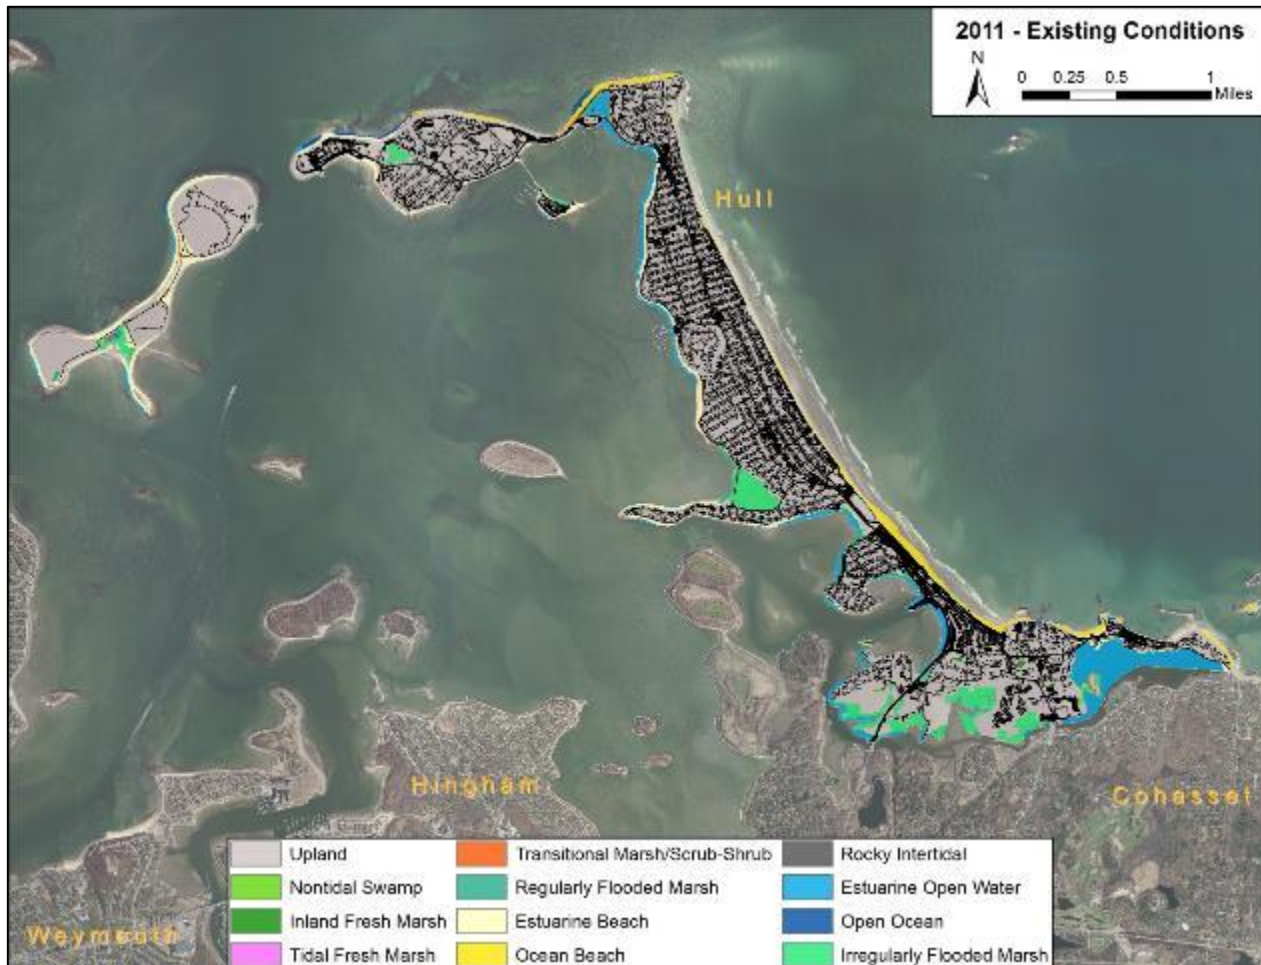 2011 - Existing Conditions
N
0 0.25 0.5 1
Miles
Hull
Hingham
Cohasset
Weymouth
Upland
Nontidal Swamp
Inland Fresh Marsh
Tidal Fresh Marsh
Transitional Marsh/Scrub-Shrub
Regularly Flooded Marsh
Estuarine Beach
Ocean Beach
Rocky Intertidal
Estuarine Open Water
Open Ocean
Irregularly Flooded Marsh